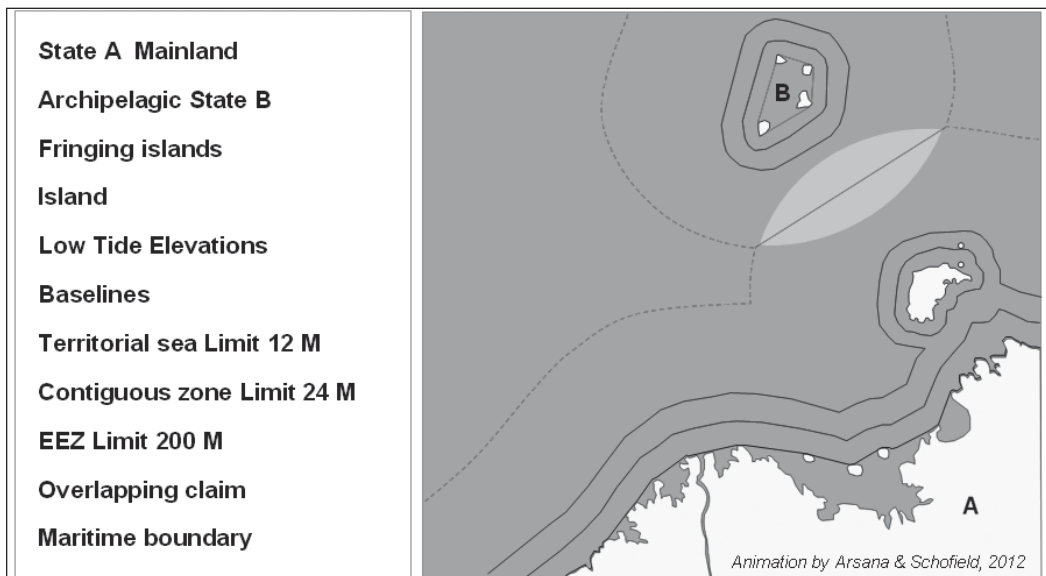 State A Mainland
Archipelagic State B
Fringing islands
Island
Low Tide Elevations
Baselines
Territorial sea Limit 12 M
Contiguous zone Limit 24 M
EEZ Limit 200 M
Overlapping claim
Maritime boundary
B
A
Animation by Arsana & Schofield, 2012